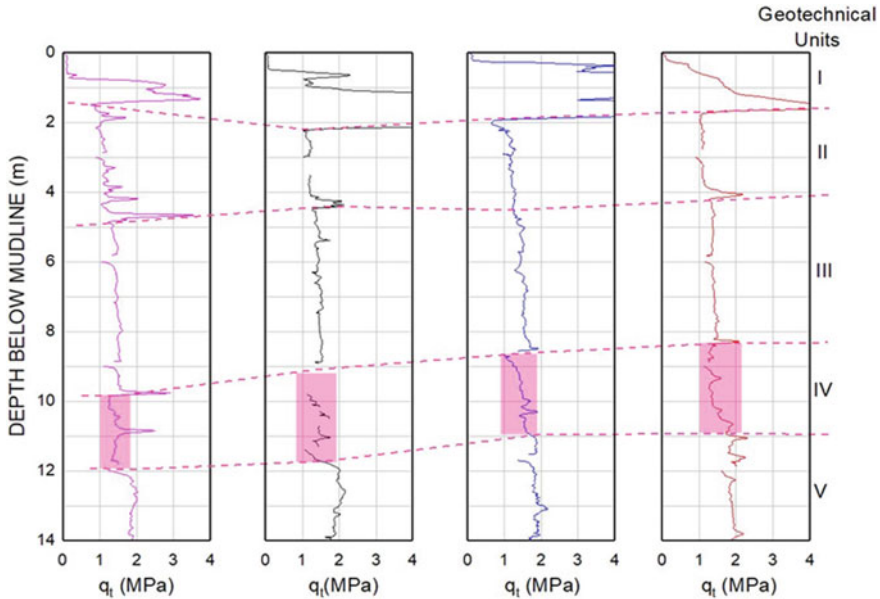 Geotechnical
Units
0
2
4
6
8
10
12
14
DEPTH BELOW MUDLINE (m)
I
II
III
IV
V
0 1 2 3 4
0 1 2 3 4
0 1 2 3 4
0 1 2 3 4
qt (MPa)
qt(MPa)
qt (MPa)
qt (MPa)